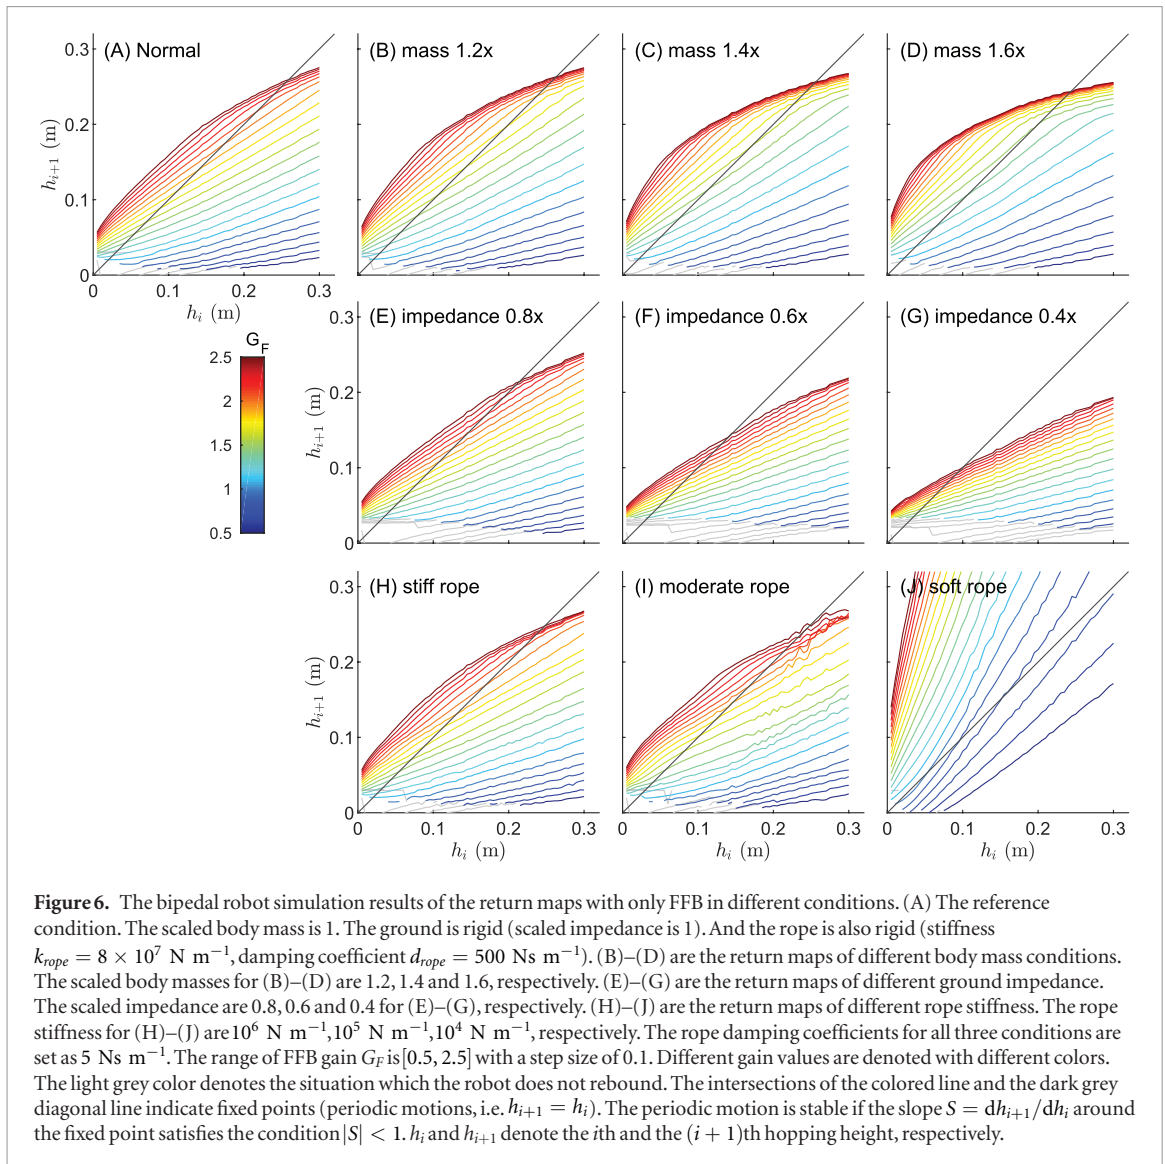 (A) Normal
(B) mass 1.2x
(C) mass 1.4x
(D) mass 1.6x
0.3
0.2
0.1
0
h_{i+1} (m)
0 0.1 0.2 0.3
h_i (m)
(E) impedance 0.8x
(F) impedance 0.6x
(G) impedance 0.4x
G_F
2.5
2
1.5
1
0.5
0.3
0.2
0.1
0
h_{i+1} (m)
(H) stiff rope
(I) moderate rope
(J) soft rope
0.3
0.2
0.1
0
h_{i+1} (m)
0 0.1 0.2 0.3
0 0.1 0.2 0.3
0 0.1 0.2 0.3
h_i (m)
h_i (m)
h_i (m)
Figure 6. The bipedal robot simulation results of the return maps with only FFB in different conditions. (A) The reference
condition. The scaled body mass is 1. The ground is rigid (scaled impedance is 1). And the rope is also rigid (stiffness
k_{rope} = 8 × 10^7 N m^{−1}, damping coefficient d_{rope} = 500 Ns m^{−1}). (B)–(D) are the return maps of different body mass conditions.
The scaled body masses for (B)–(D) are 1.2, 1.4 and 1.6, respectively. (E)–(G) are the return maps of different ground impedance.
The scaled impedance are 0.8, 0.6 and 0.4 for (E)–(G), respectively. (H)–(J) are the return maps of different rope stiffness. The rope
stiffness for (H)–(J) are 10^6 N m^{−1}, 10^5 N m^{−1}, 10^4 N m^{−1}, respectively. The rope damping coefficients for all three conditions are
set as 5 Ns m^{−1}. The range of FFB gain G_F is [0.5, 2.5] with a step size of 0.1. Different gain values are denoted with different colors.
The light grey color denotes the situation which the robot does not rebound. The intersections of the colored line and the dark grey
diagonal line indicate fixed points (periodic motions, i.e. h_{i+1} = h_i). The periodic motion is stable if the slope S = dh_{i+1}/dh_i around
the fixed point satisfies the condition |S| < 1. h_i and h_{i+1} denote the ith and the (i + 1)th hopping height, respectively.